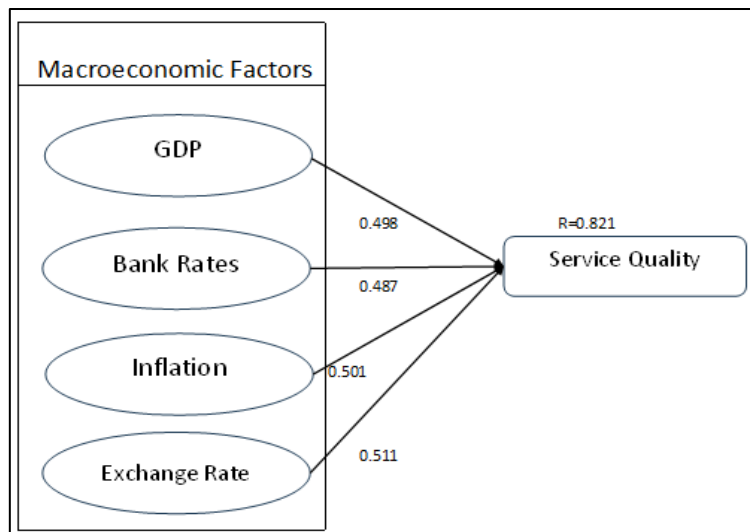 Macroeconomic Factors
GDP
0.498
R=0.821
Bank Rates
Service Quality
0.487
Inflation
0.501
0.511
Exchange Rate